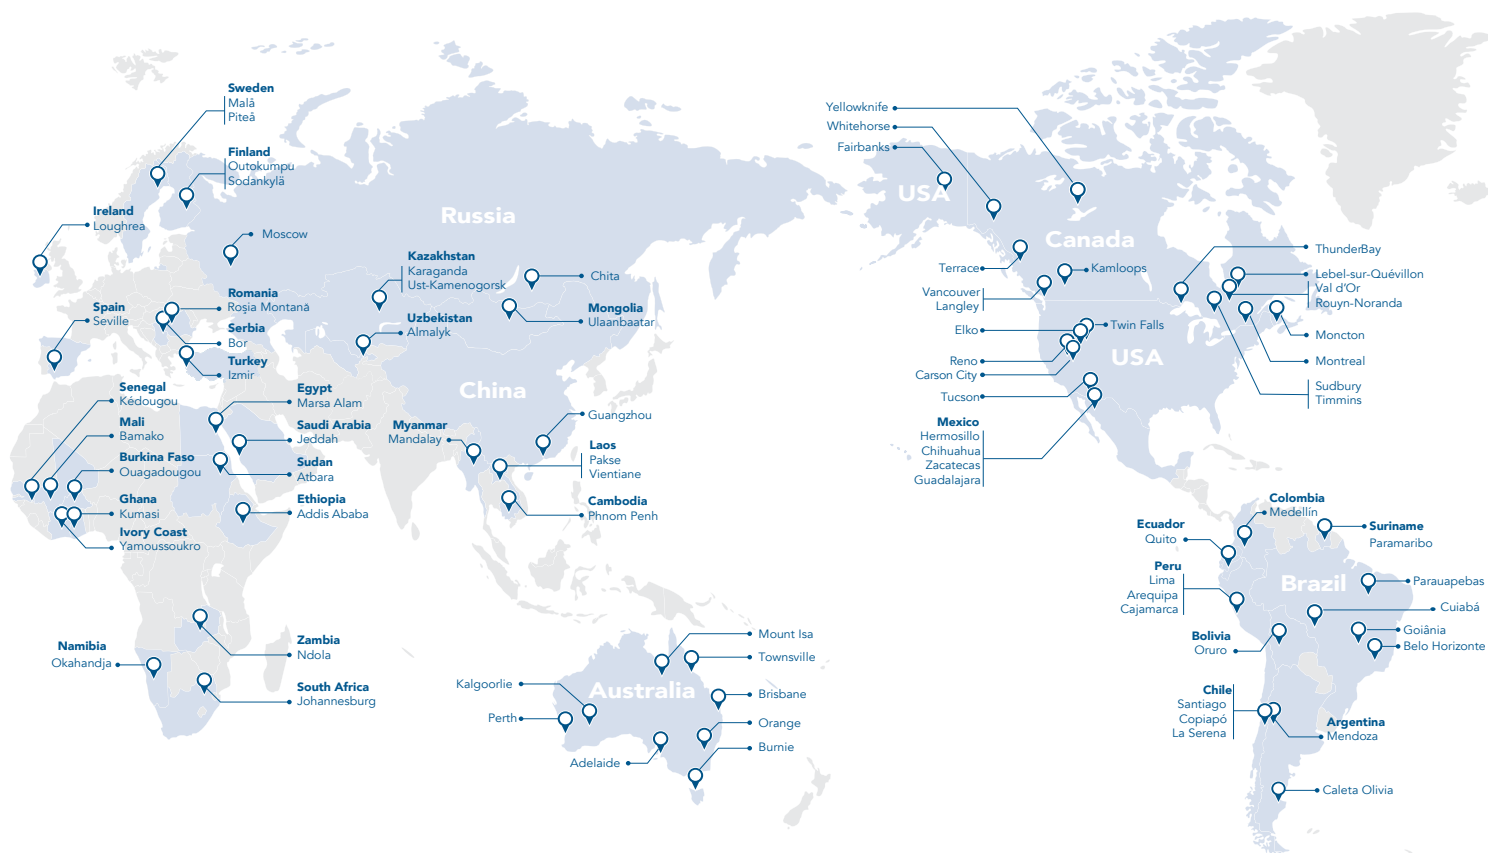 Sweden
Malå
Piteå
Finland
Outokumpu
Sodankylä
Ireland
Loughrea
Moscow
Russia
Kazakhstan
Karaganda
Ust-Kamenogorsk
Chita
Romania
Roşia Montană
Spain
Seville
Serbia
Bor
Uzbekistan
Almalyk
Mongolia
Ulaanbaatar
Turkey
Izmir
China
Senegal
Kédougou
Egypt
Marsa Alam
Mali
Bamako
Saudi Arabia
Jeddah
Myanmar
Mandalay
Guangzhou
Burkina Faso
Ouagadougou
Sudan
Atbara
Laos
Pakse
Vientiane
Ghana
Kumasi
Ethiopia
Addis Ababa
Cambodia
Phnom Penh
Ivory Coast
Yamoussoukro
Zambia
Ndola
Namibia
Okahandja
South Africa
Johannesburg
Mount Isa
Townsville
Kalgoorlie
Australia
Brisbane
Perth
Orange
Burnie
Adelaide
Yellowknife
Whitehorse
Fairbanks
USA
Canada
ThunderBay
Terrace
Kamloops
Lebel-sur-Quévillon
Val d'Or
Rouyn-Noranda
Vancouver
Langley
Elko
Twin Falls
Moncton
USA
Reno
Montreal
Carson City
Sudbury
Timmins
Tucson
Mexico
Hermosillo
Chihuahua
Zacatecas
Guadalajara
Colombia
Medellín
Ecuador
Quito
Suriname
Paramaribo
Peru
Lima
Arequipa
Cajamarca
Brazil
Parauapebas
Cuiabá
Goiânia
Bolivia
Oruro
Belo Horizonte
Chile
Santiago
Copiapó
La Serena
Argentina
Mendoza
Caleta Olivia